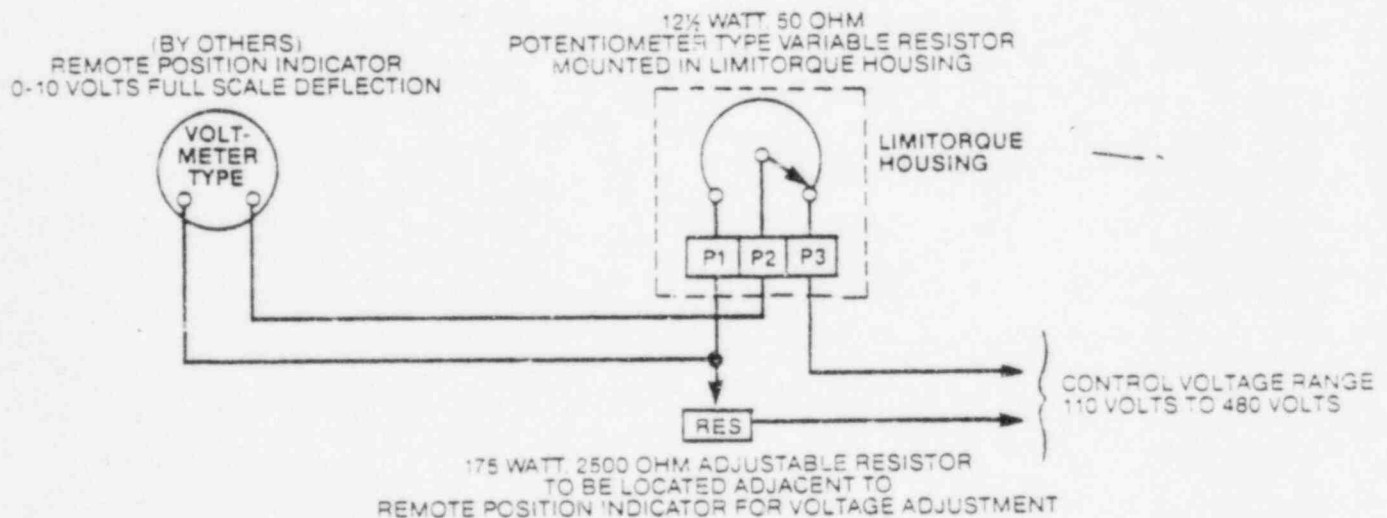 (BY OTHERS)
REMOTE POSITION INDICATOR
0-10 VOLTS FULL SCALE DEFLECTION
VOLT-
METER
TYPE
12½ WATT, 50 OHM
POTENTIOMETER TYPE VARIABLE RESISTOR
MOUNTED IN LIMITORQUE HOUSING
LIMITORQUE
HOUSING
P1 P2 P3
CONTROL VOLTAGE RANGE
110 VOLTS TO 480 VOLTS
RES
175 WATT, 2500 OHM ADJUSTABLE RESISTOR
TO BE LOCATED ADJACENT TO
REMOTE POSITION INDICATOR FOR VOLTAGE ADJUSTMENT